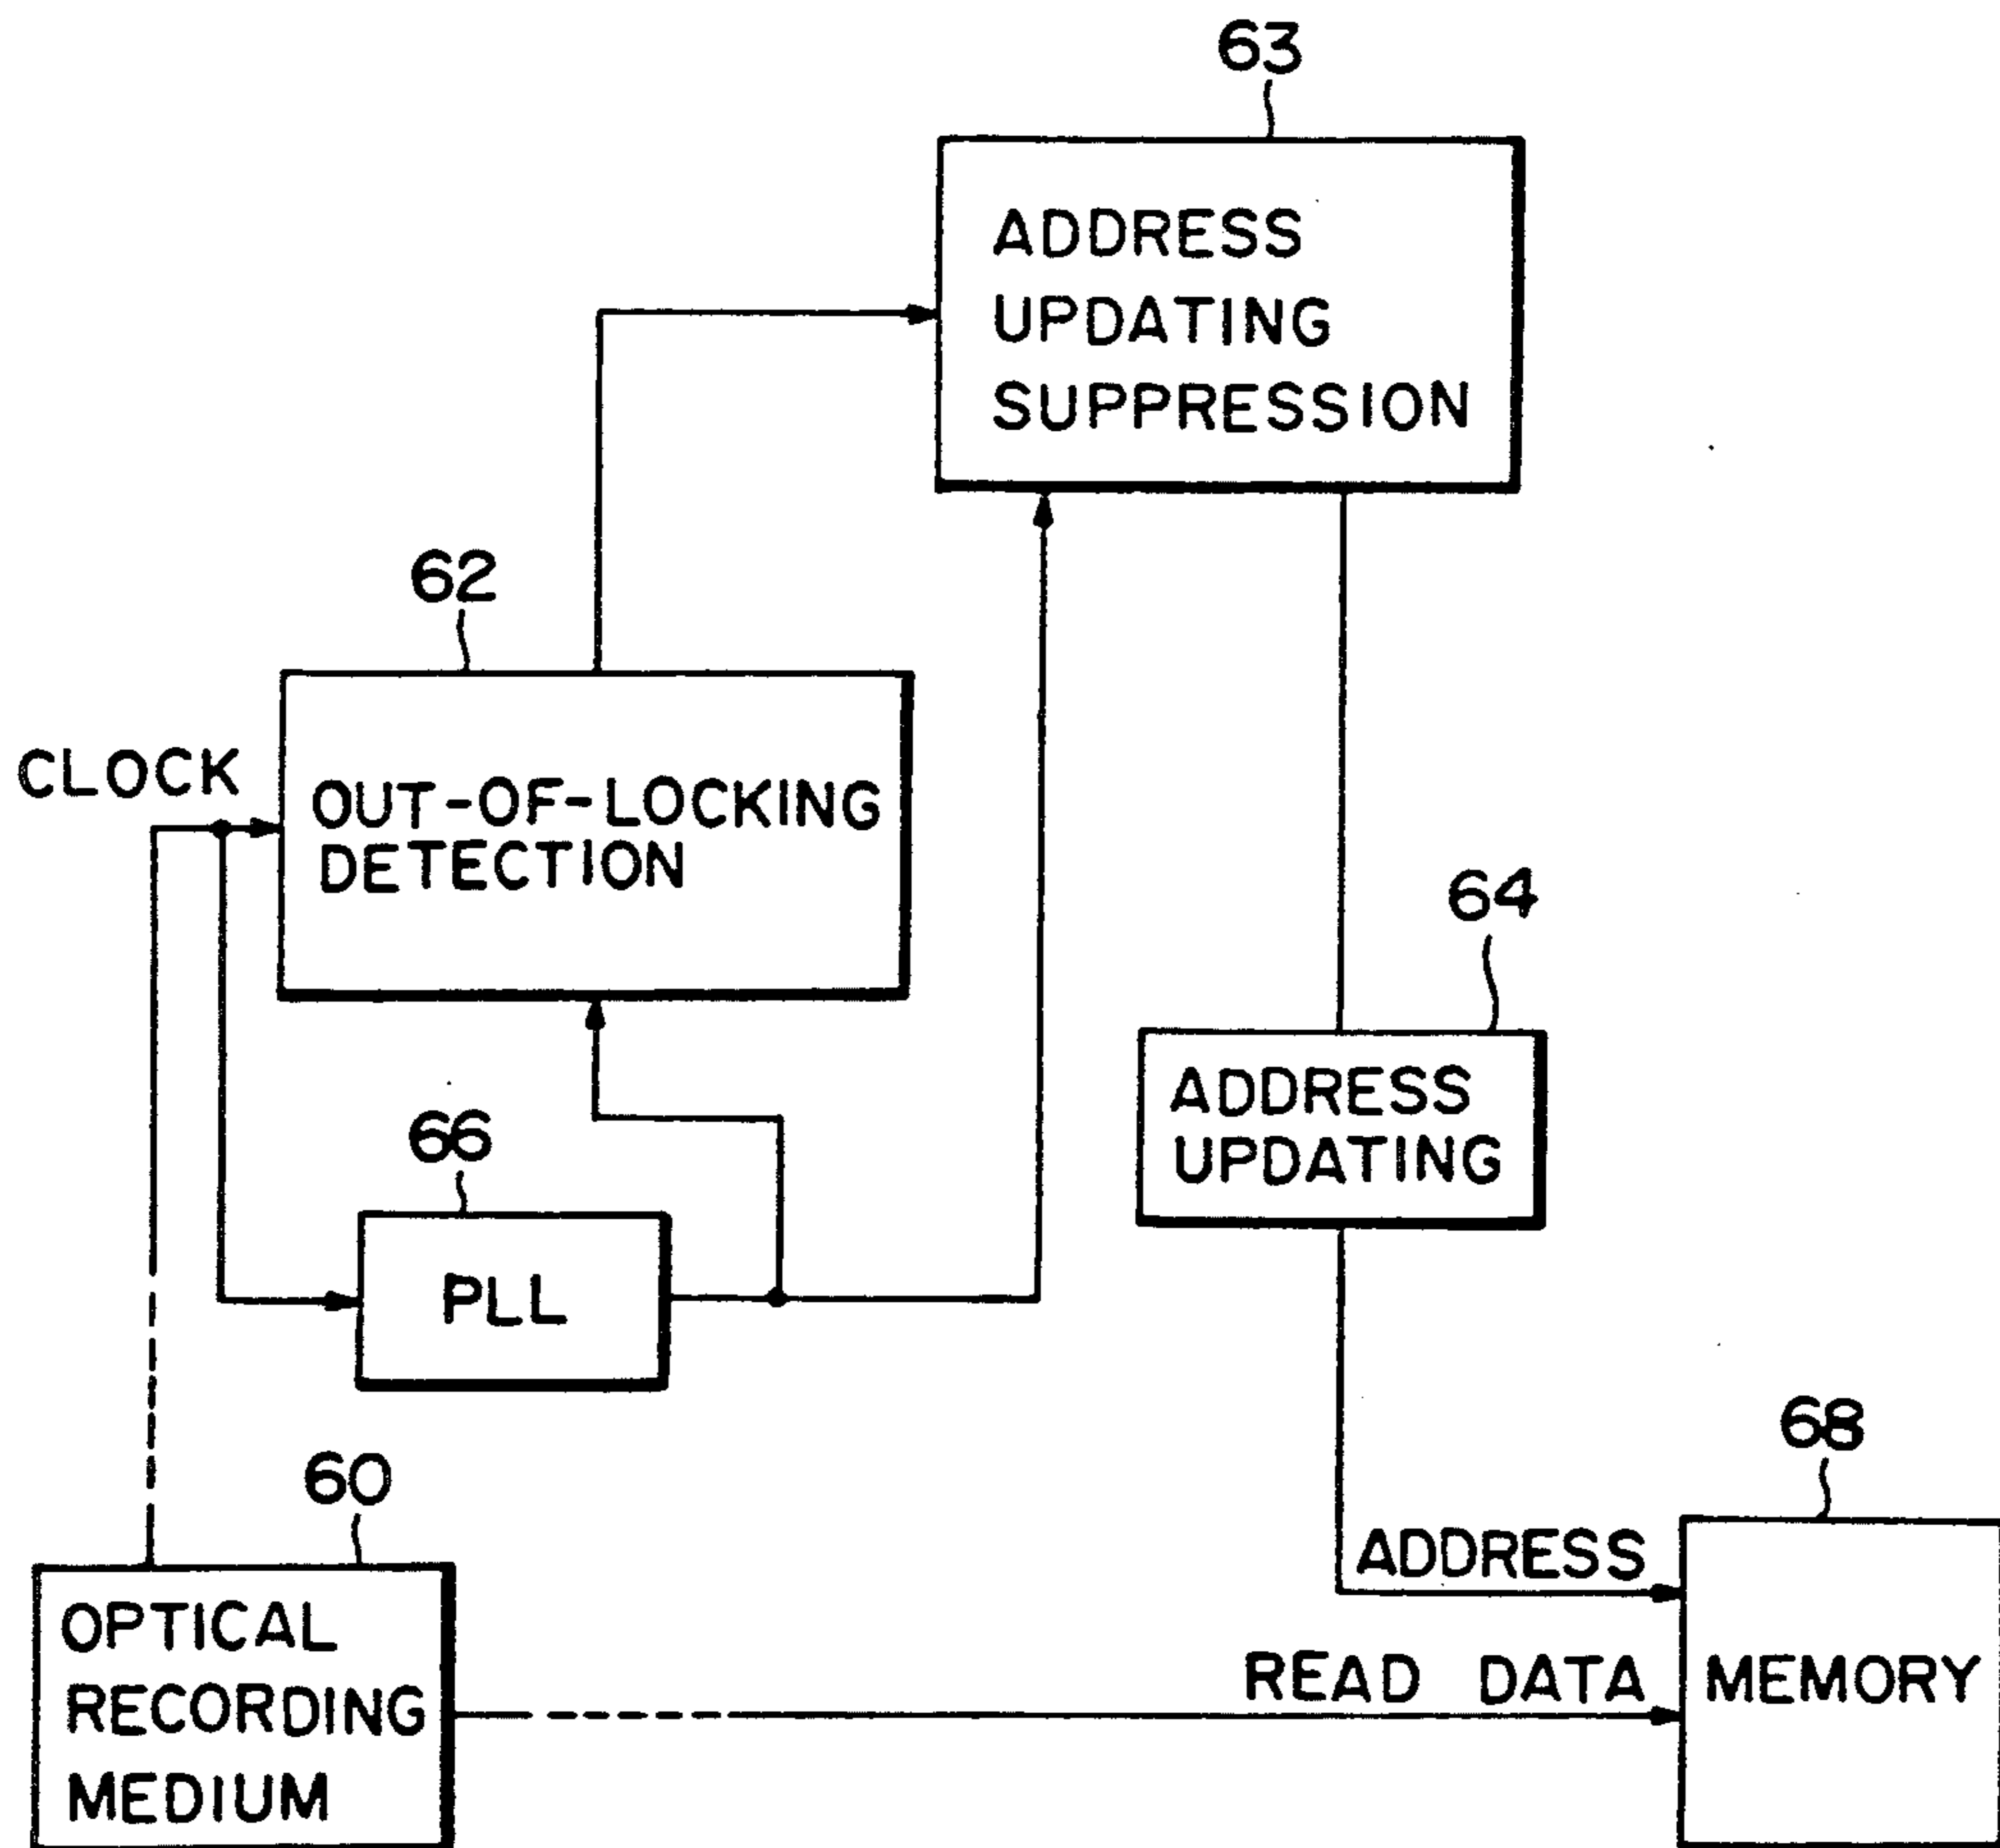 63
ADDRESS
UPDATING
SUPPRESSION
62
CLOCK
OUT-OF-LOCKING
DETECTION
64
ADDRESS
UPDATING
66
PLL
68
60
ADDRESS
OPTICAL
RECORDING
MEDIUM
READ DATA
MEMORY